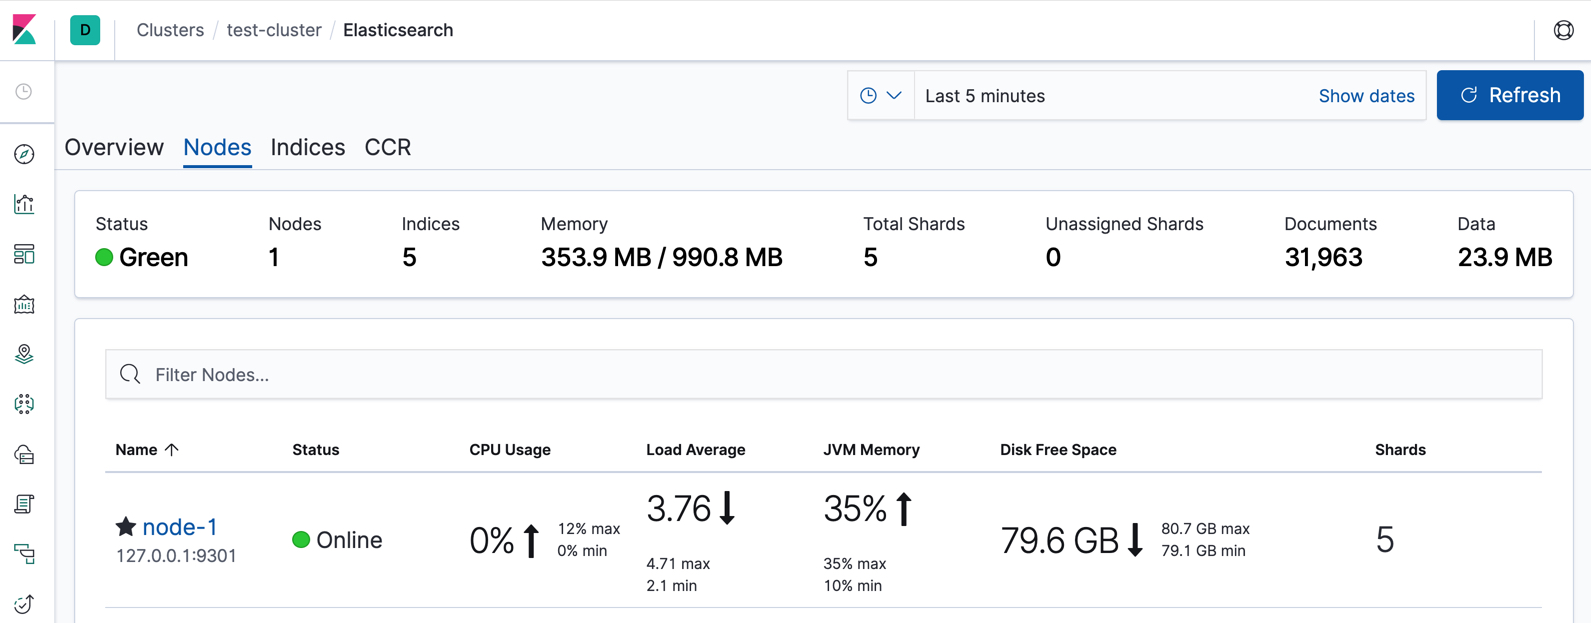 D Clusters / test-cluster / Elasticsearch
Last 5 minutes Show dates Refresh
Overview Nodes Indices CCR
Status Nodes Indices Memory Total Shards Unassigned Shards Documents Data
Green 1 5 353.9 MB / 990.8 MB 5 0 31,963 23.9 MB
Filter Nodes...
Name ↑ Status CPU Usage Load Average JVM Memory Disk Free Space Shards
★ node-1
127.0.0.1:9301
Online
0% ↑
12% max
0% min
3.76 ↓
4.71 max
2.1 min
35% ↑
35% max
10% min
79.6 GB ↓
80.7 GB max
79.1 GB min
5